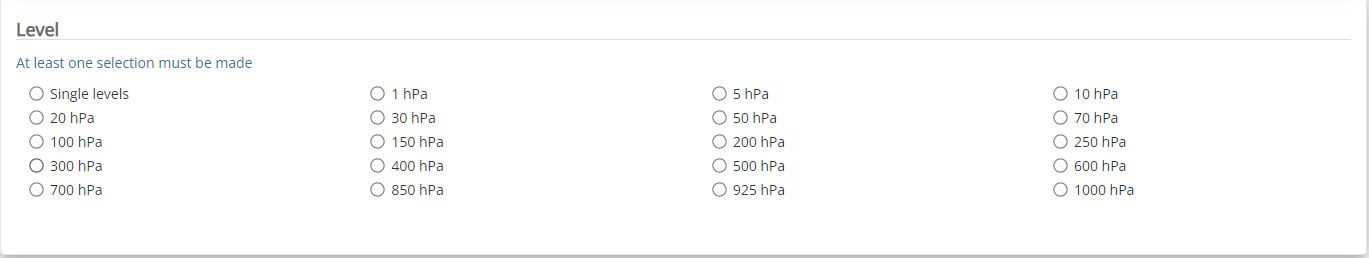 Level
At least one selection must be made
Single levels 1 hPa 5 hPa 10 hPa
20 hPa 30 hPa 50 hPa 70 hPa
100 hPa 150 hPa 200 hPa 250 hPa
300 hPa 400 hPa 500 hPa 600 hPa
700 hPa 850 hPa 925 hPa 1000 hPa